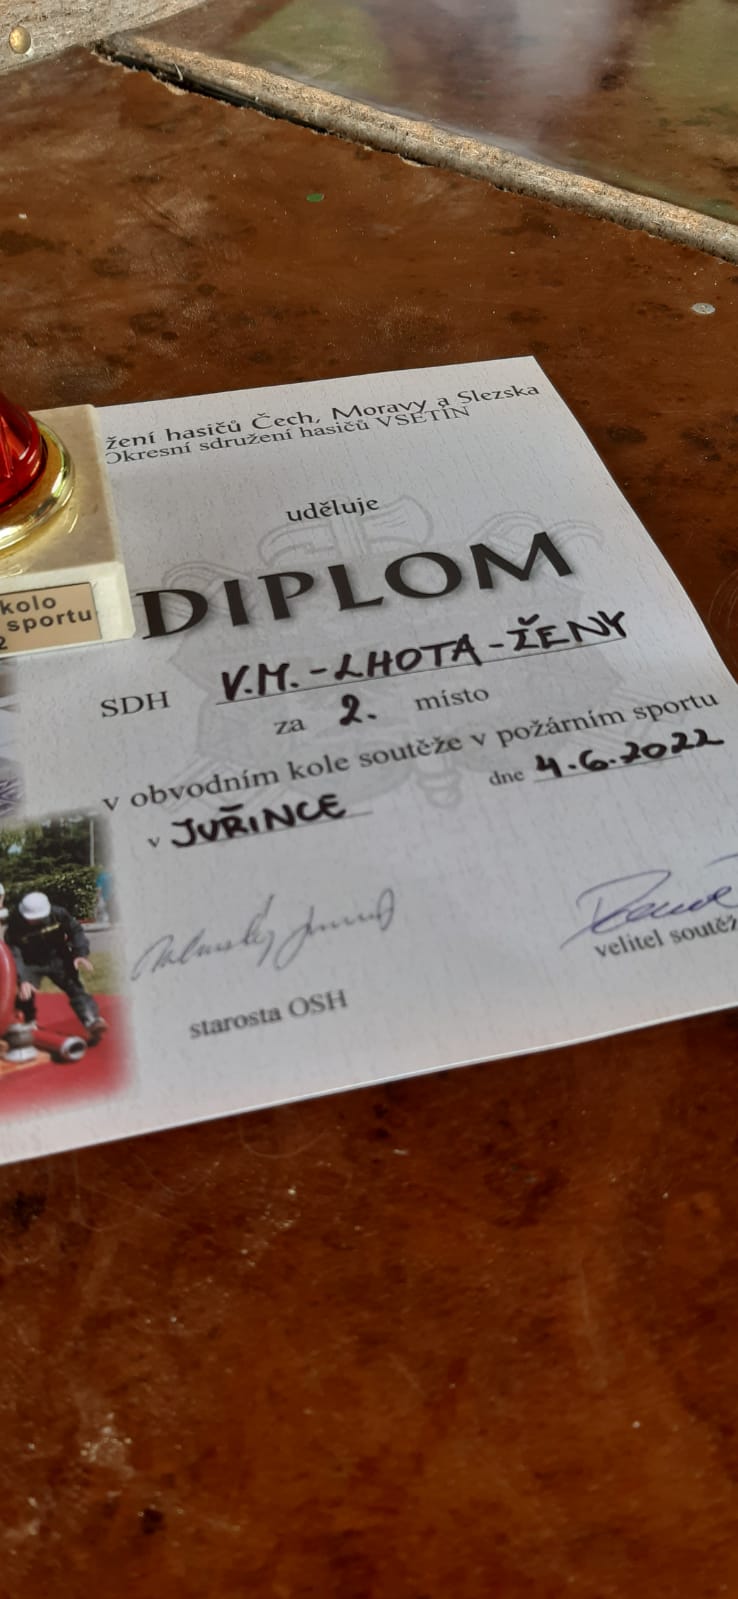 žení hasičů Čech, Moravy a Slezska
Okresní sdružení hasičů VSETÍN
uděluje
DIPLOM
SDH V.M.-LHOTA-ŽENY
za 2. místo
v obvodním kole soutěže v požárním sportu
v JUŘINCE dne 4.6.2022
starosta OSH
velitel soutěž
kolo
sportu
2